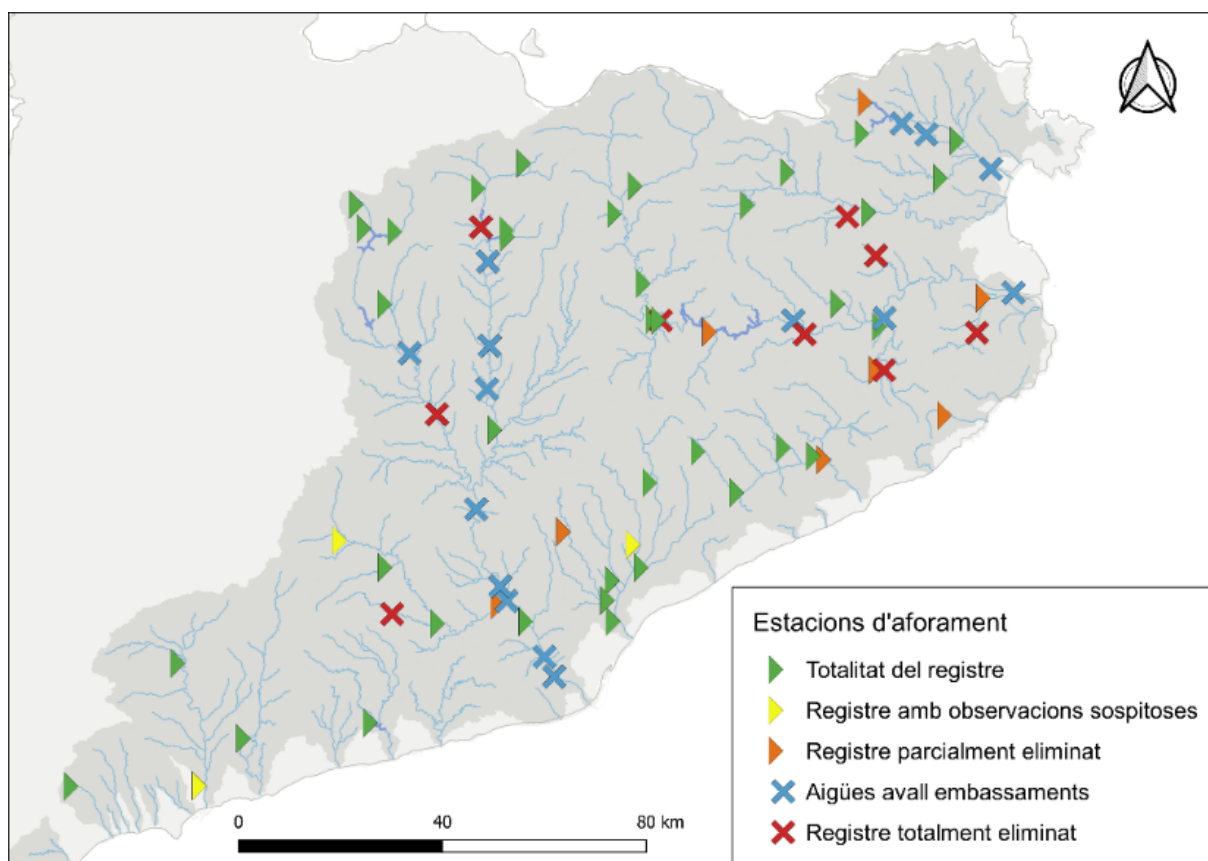 Estacions d'aforament
Totalitat del registre
Registre amb observacions sospitoses
Registre parcialment eliminat
Aigües avall embassaments
Registre totalment eliminat
0 40 80 km